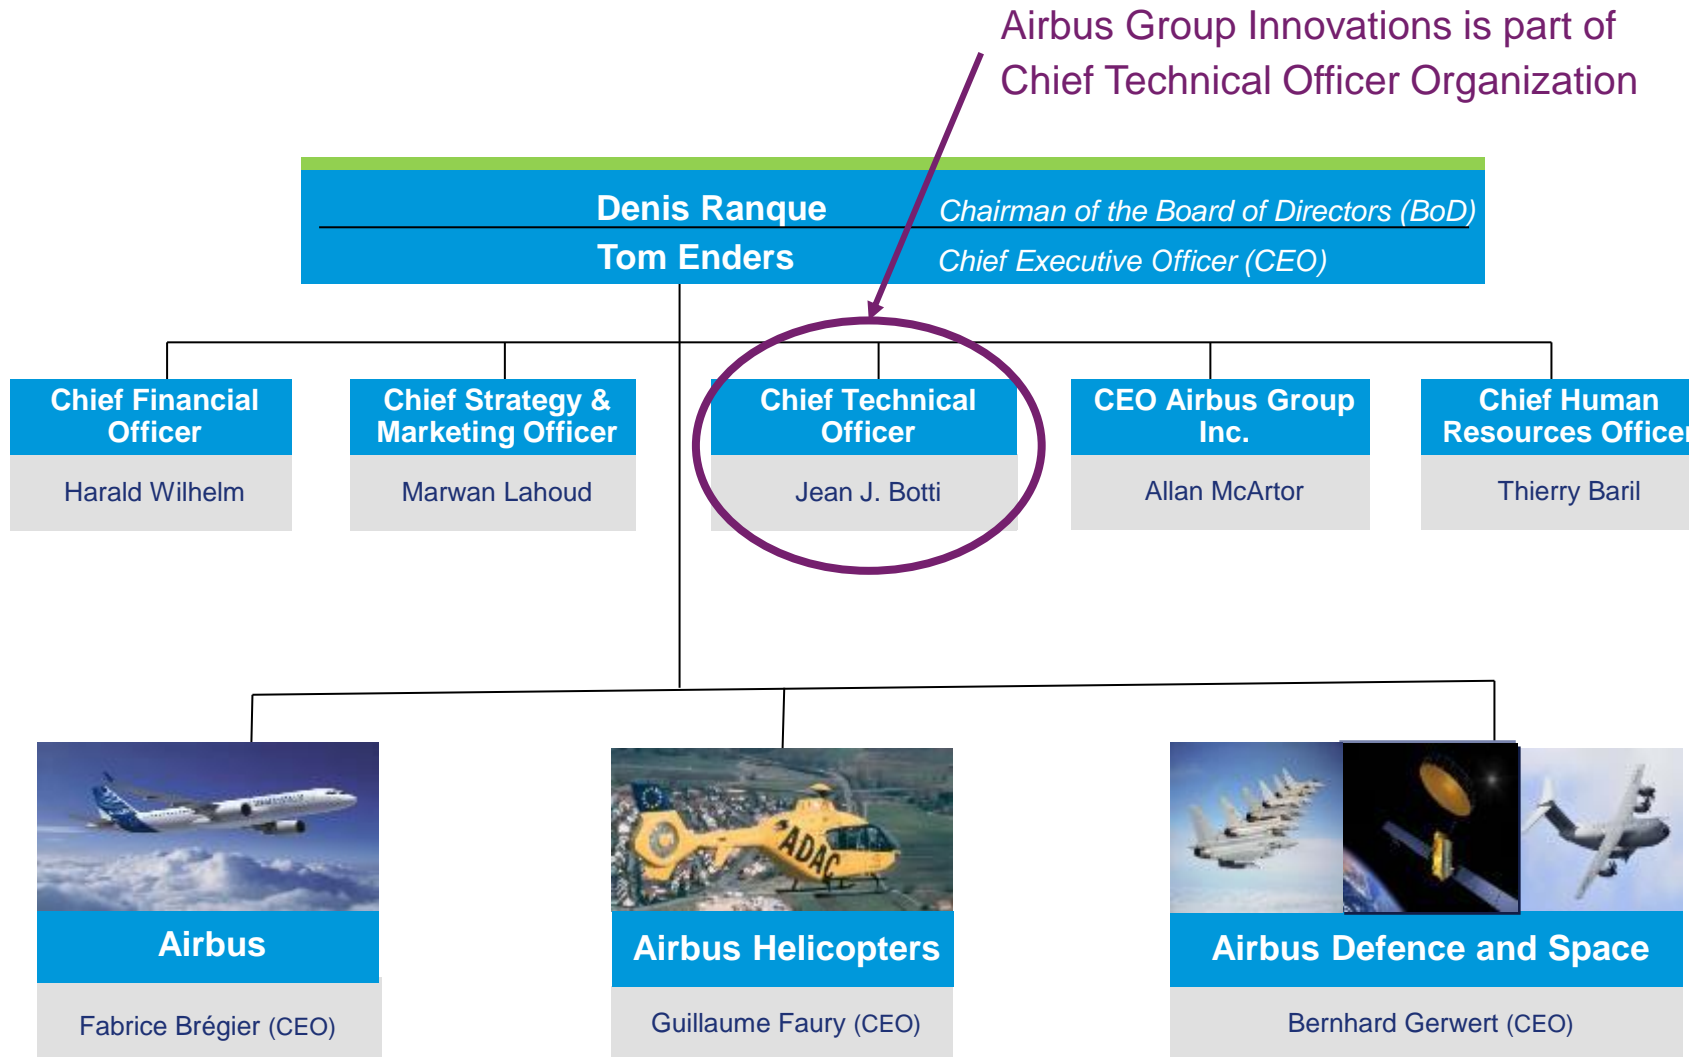 Airbus Group Innovations is part of
Chief Technical Officer Organization
Denis Ranque Chairman of the Board of Directors (BoD)
Tom Enders Chief Executive Officer (CEO)
Chief Financial
Officer
Harald Wilhelm
Chief Strategy &
Marketing Officer
Marwan Lahoud
Chief Technical
Officer
Jean J. Botti
CEO Airbus Group
Inc.
Allan McArtor
Chief Human
Resources Officer
Thierry Baril
ADAC
Airbus
Fabrice Brégier (CEO)
Airbus Helicopters
Guillaume Faury (CEO)
Airbus Defence and Space
Bernhard Gerwert (CEO)